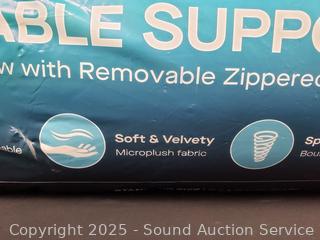 ABLE SUPPO
w with Removable Zippered
able
Soft & Velvety
Microplush fabric
Sp
Bou
Copyright © 2025 - Sound Auction Service